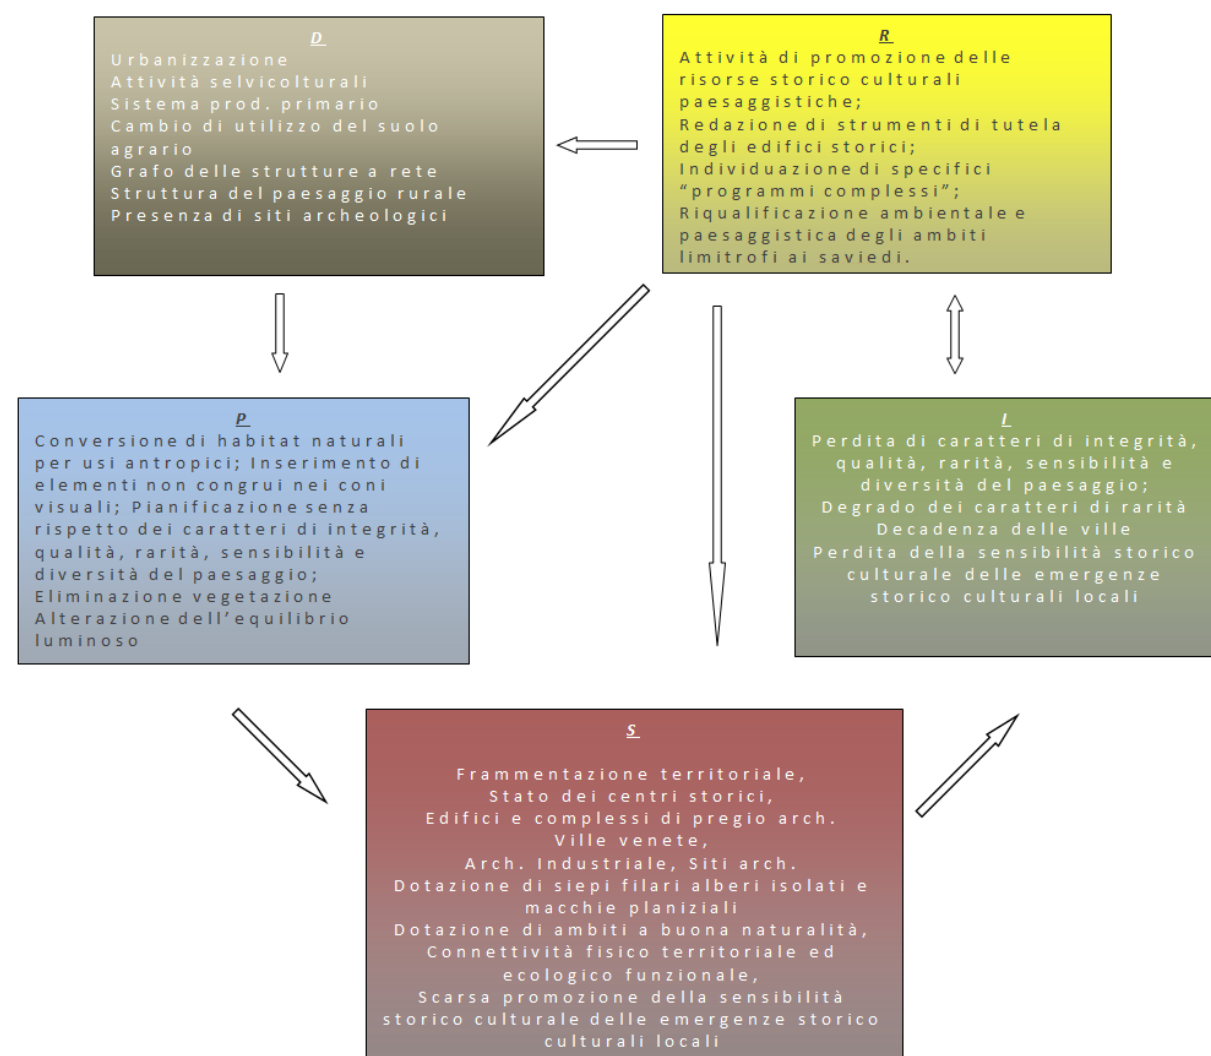 D
Urbanizzazione
Attività selvicolturali
Sistema prod. primario
Cambio di utilizzo del suolo
agrario
Grafo delle strutture a rete
Struttura del paesaggio rurale
Presenza di siti archeologici
R
Attività di promozione delle
risorse storico culturali
paesaggistiche;
Redazione di strumenti di tutela
degli edifici storici;
Individuazione di specifici
“programmi complessi”;
Riqualificazione ambientale e
paesaggistica degli ambiti
limitrofi ai saviedi.
P
Conversione di habitat naturali
per usi antropici; Inserimento di
elementi non congrui nei coni
visuali; Pianificazione senza
rispetto dei caratteri di integrità,
qualità, rarità, sensibilità e
diversità del paesaggio;
Eliminazione vegetazione
Alterazione dell’equilibrio
luminoso
I
Perdita di caratteri di integrità,
qualità, rarità, sensibilità e
diversità del paesaggio;
Degrado dei caratteri di rarità
Decadenza delle ville
Perdita della sensibilità storico
culturale delle emergenze
storico culturali locali
S
Frammentazione territoriale,
Stato dei centri storici,
Edifici e complessi di pregio arch.
Ville venete,
Arch. Industriale, Siti arch.
Dotazione di siepi filari alberi isolati e
macchie planiziali
Dotazione di ambiti a buona naturalità,
Connettività fisico territoriale ed
ecologico funzionale,
Scarsa promozione della sensibilità
storico culturale delle emergenze storico
culturali locali